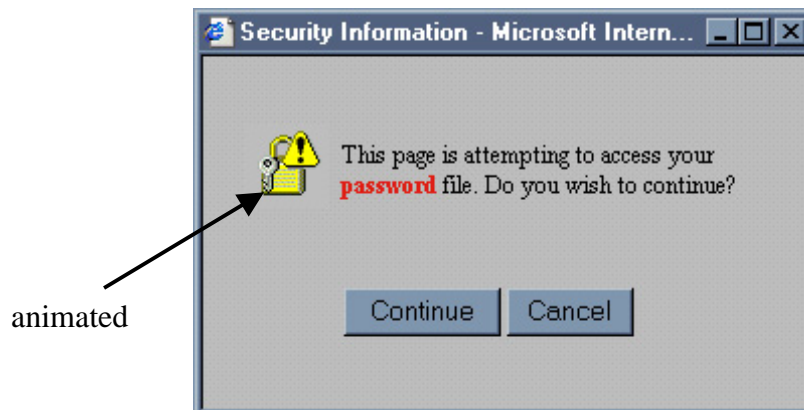 Security Information - Microsoft Intern...
This page is attempting to access your
password file. Do you wish to continue?
Continue Cancel
animated